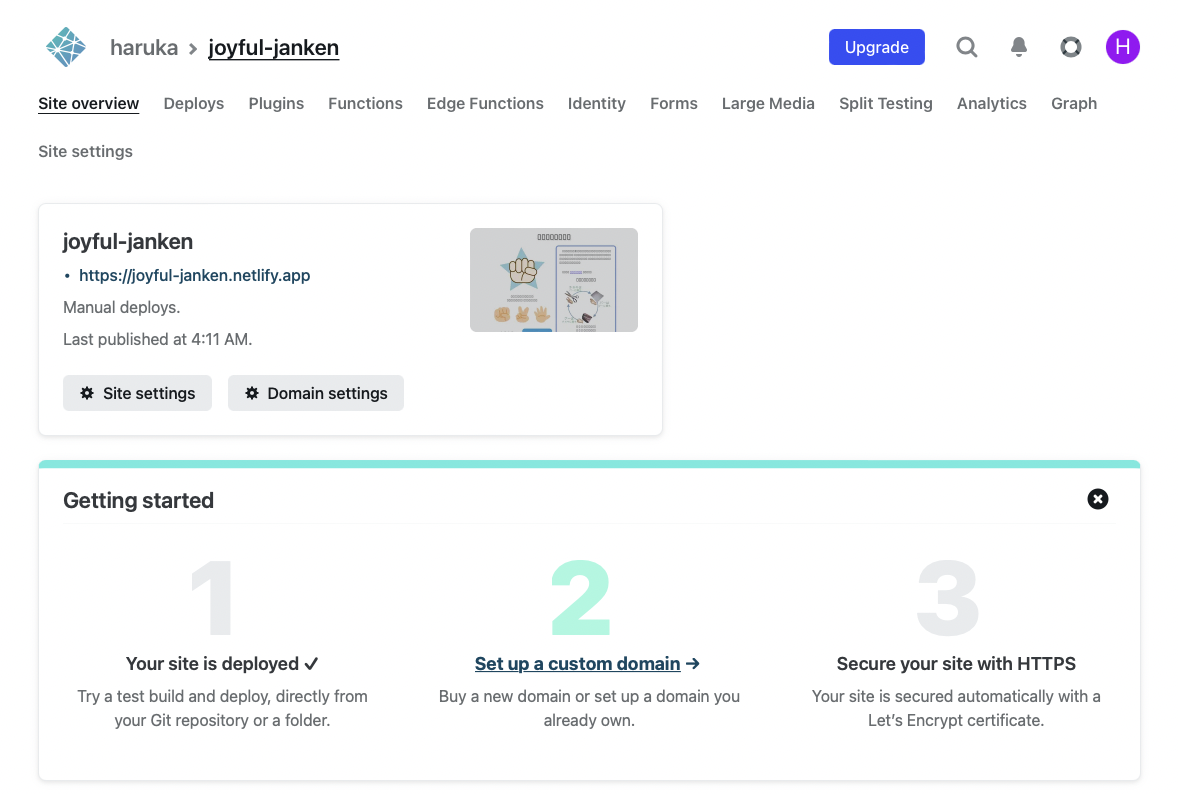 haruka
joyful-janken
Upgrade
H
Site overview
Deploys
Plugins
Functions
Edge Functions
Identity
Forms
Large Media
Split Testing
Analytics
Graph
Site settings
joyful-janken
• https://joyful-janken.netlify.app
Manual deploys.
Last published at 4:11 AM.
Site settings
Domain settings
Getting started
1
Your site is deployed ✓
Try a test build and deploy, directly from
your Git repository or a folder.
2
Set up a custom domain →
Buy a new domain or set up a domain you
already own.
3
Secure your site with HTTPS
Your site is secured automatically with a
Let’s Encrypt certificate.